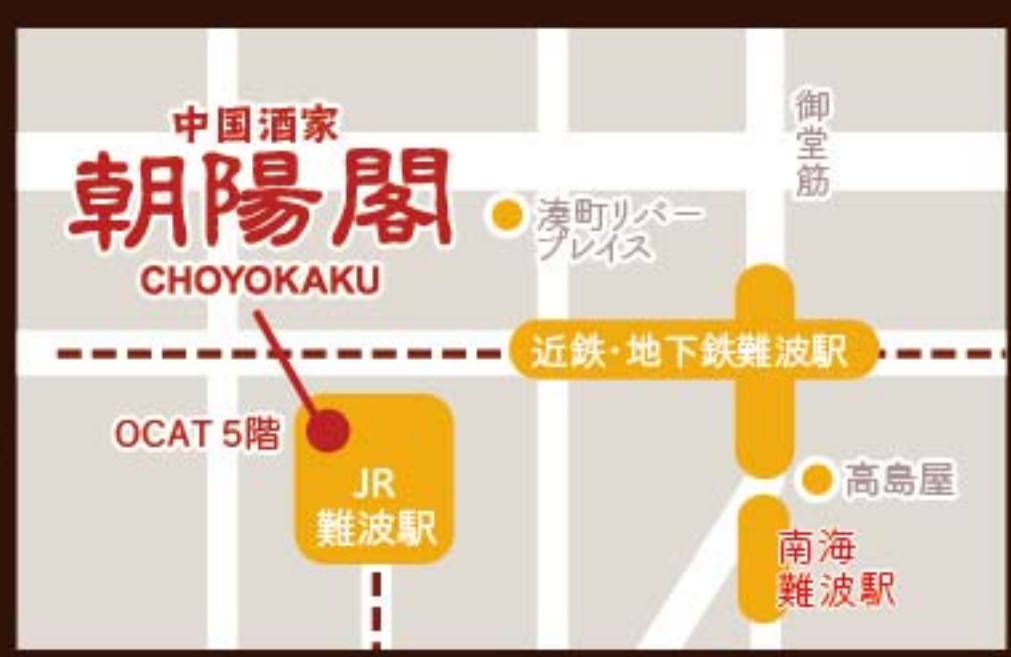 中国酒家
朝陽閣
CHOYOKAKU
御堂筋
湊町リバー
プレイス
近鉄・地下鉄難波駅
OCAT 5階
JR
難波駅
高島屋
南海
難波駅